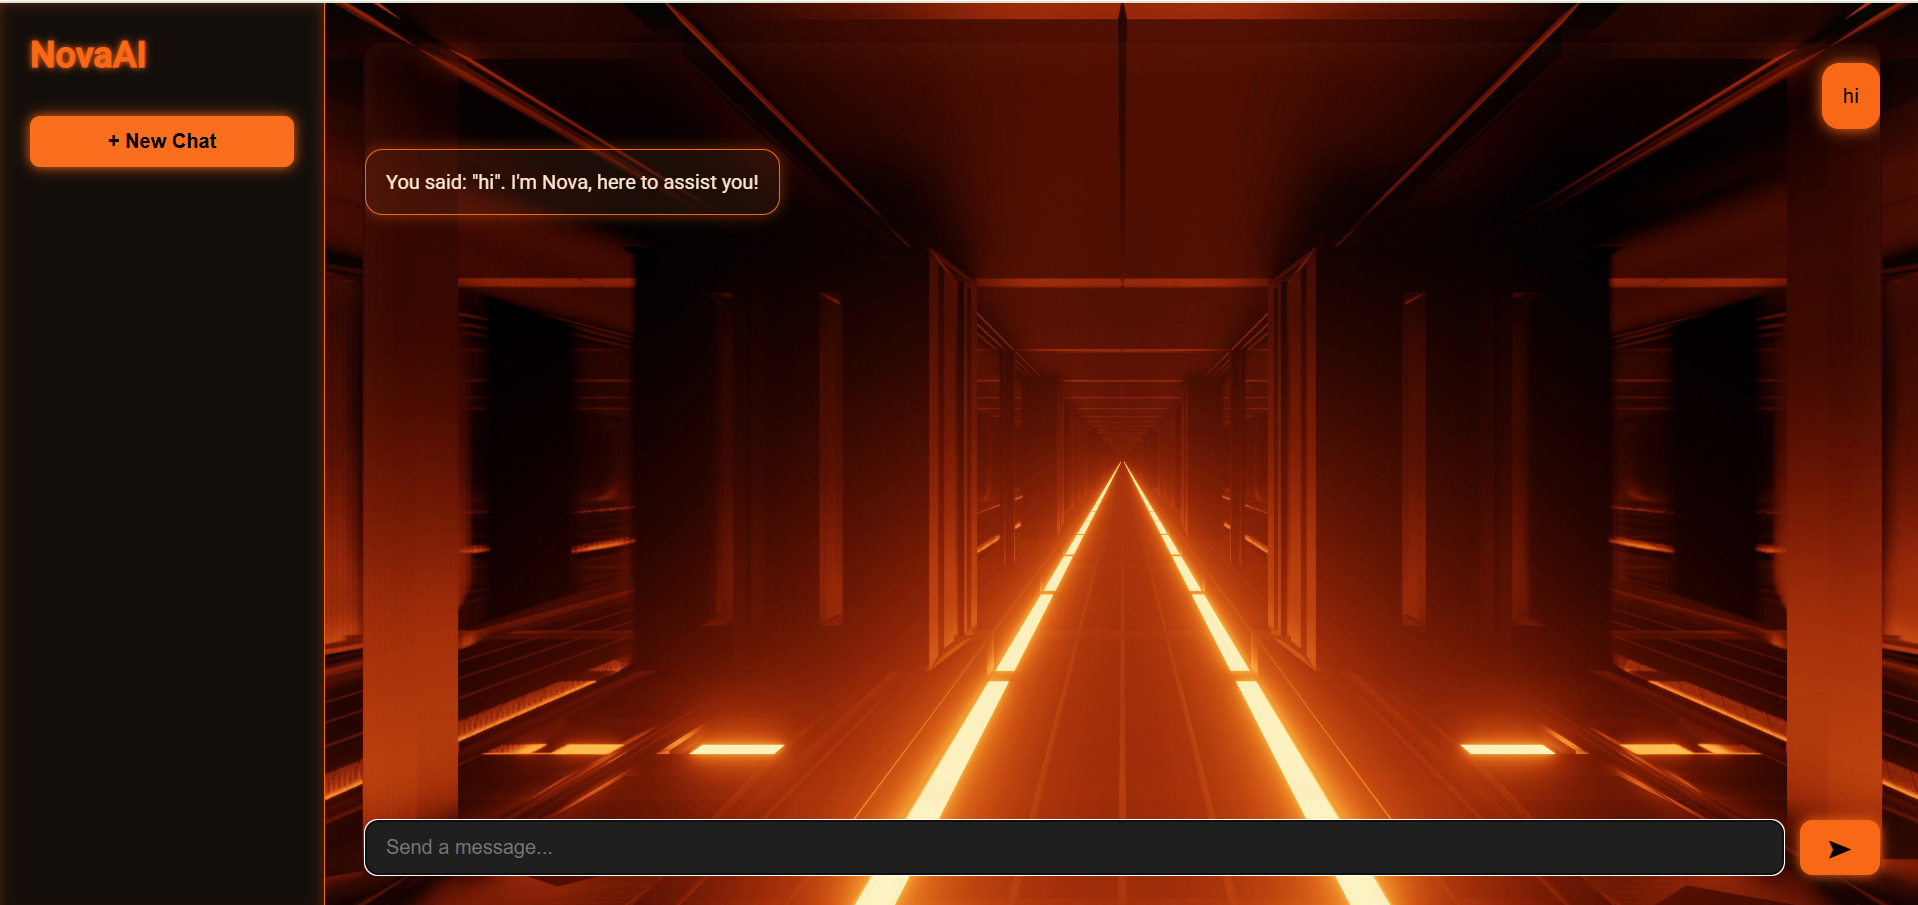 NovaAI
+ New Chat
hi
You said: "hi". I'm Nova, here to assist you!
Send a message...